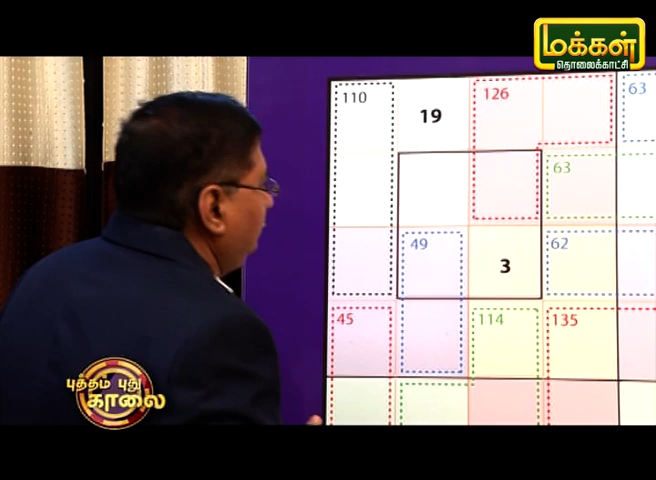 மக்கள்
தொலைக்காட்சி
110
19
126
63
63
49
3
62
45
114
135
புத்தம் புது
காலை